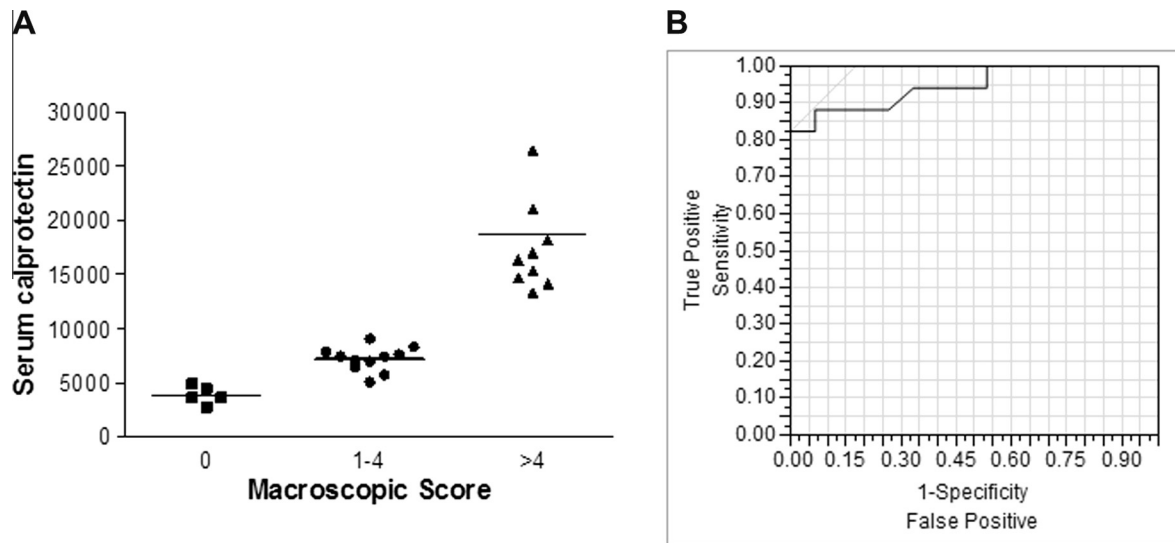 A
Serum calprotectin
30000
25000
20000
15000
10000
5000
0
0 1-4 >4
Macroscopic Score
B
True Positive
Sensitivity
1.00
0.90
0.80
0.70
0.60
0.50
0.40
0.30
0.20
0.10
0.00
0.00 0.15 0.30 0.45 0.60 0.75 0.90
1-Specificity
False Positive